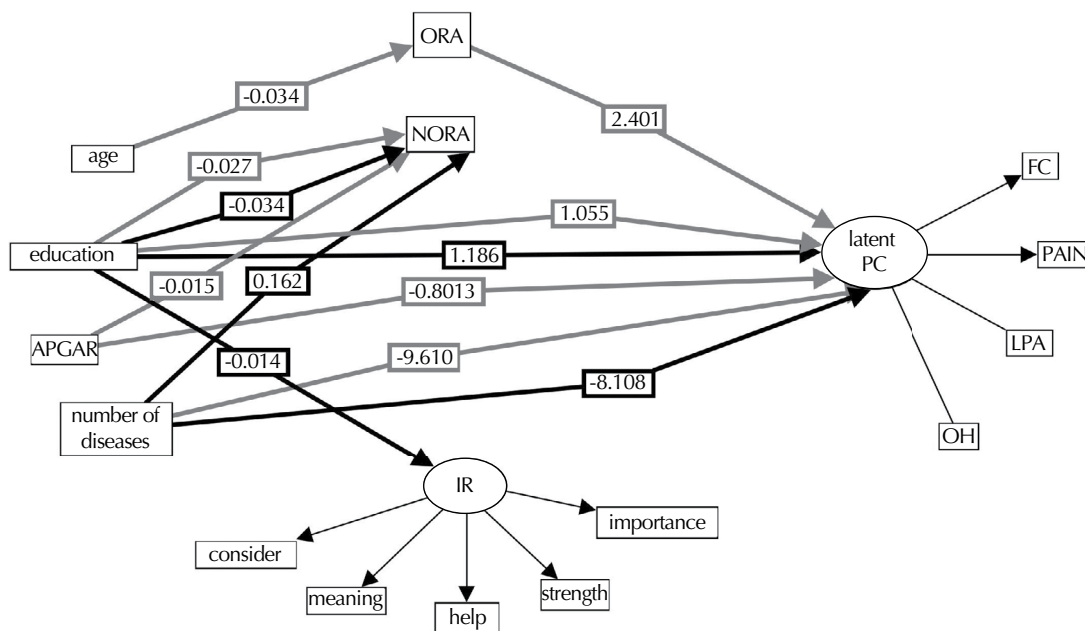 ORA
-0.034
2.401
NORA
age
-0.027
FC
-0.034
1.055
latent
PC
education
1.186
PAIN
-0.015
0.162
-0.8013
APGAR
-0.014
-9.610
LPA
-8.108
number of
diseases
OH
IR
importance
consider
meaning
strength
help